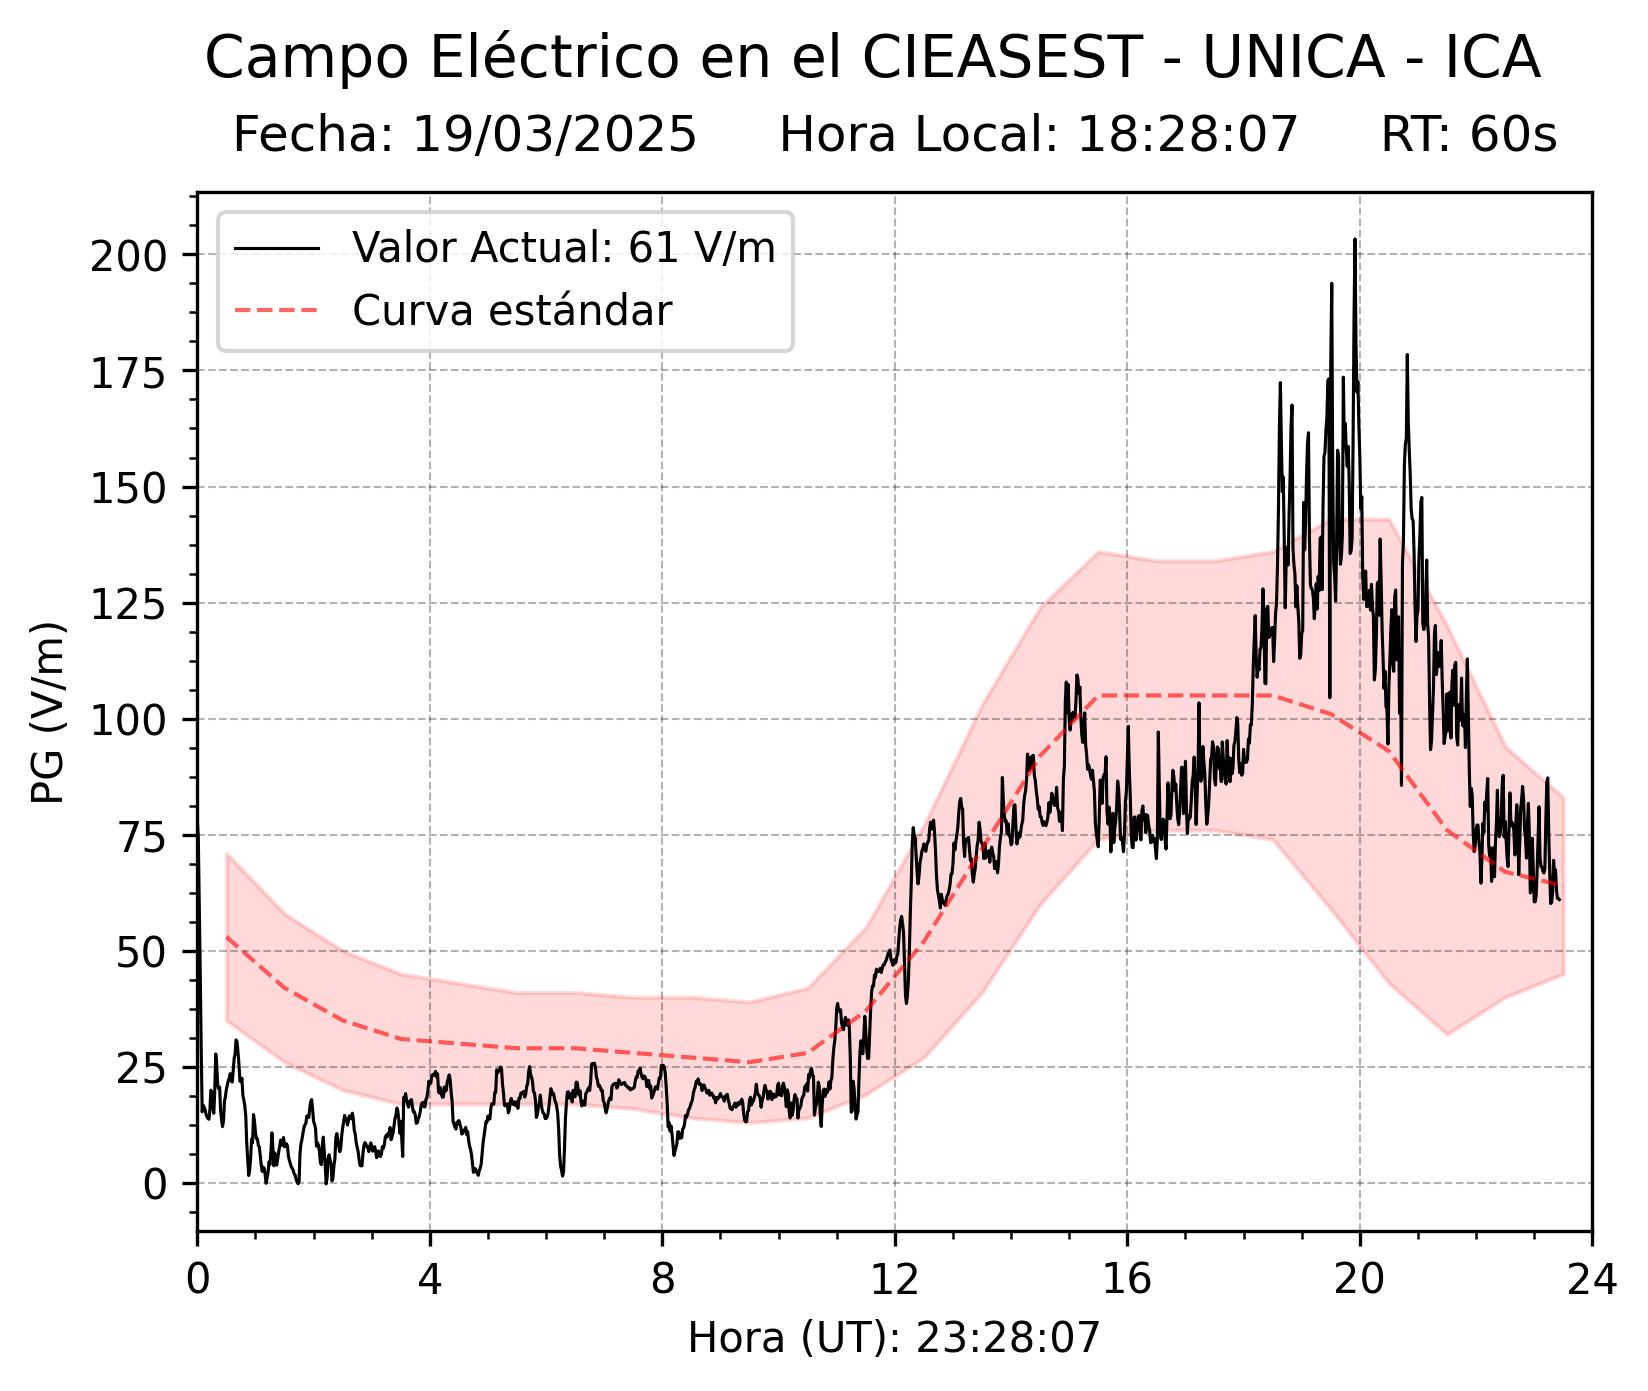 Campo Eléctrico en el CIEASEST - UNICA - ICA
Fecha: 19/03/2025 Hora Local: 18:28:07 RT: 60s
Valor Actual: 61 V/m
Curva estándar
PG (V/m)
200
175
150
125
100
75
50
25
0
0 4 8 12 16 20 24
Hora (UT): 23:28:07